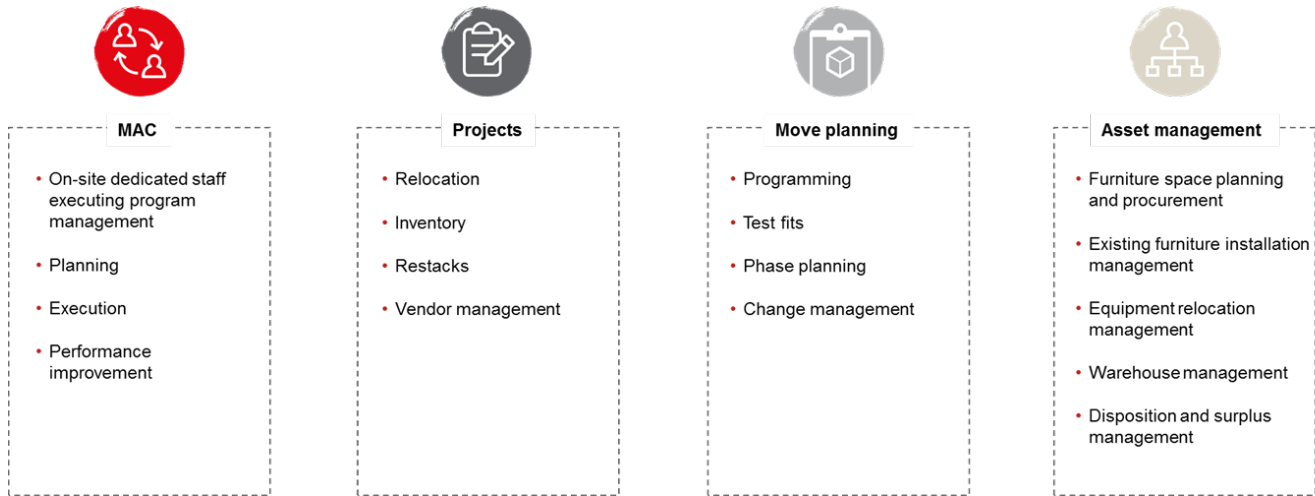 MAC
• On-site dedicated staff
executing program
management
• Planning
• Execution
• Performance
improvement
Projects
• Relocation
• Inventory
• Restacks
• Vendor management
Move planning
• Programming
• Test fits
• Phase planning
• Change management
Asset management
• Furniture space planning
and procurement
• Existing furniture installation
management
• Equipment relocation
management
• Warehouse management
• Disposition and surplus
management